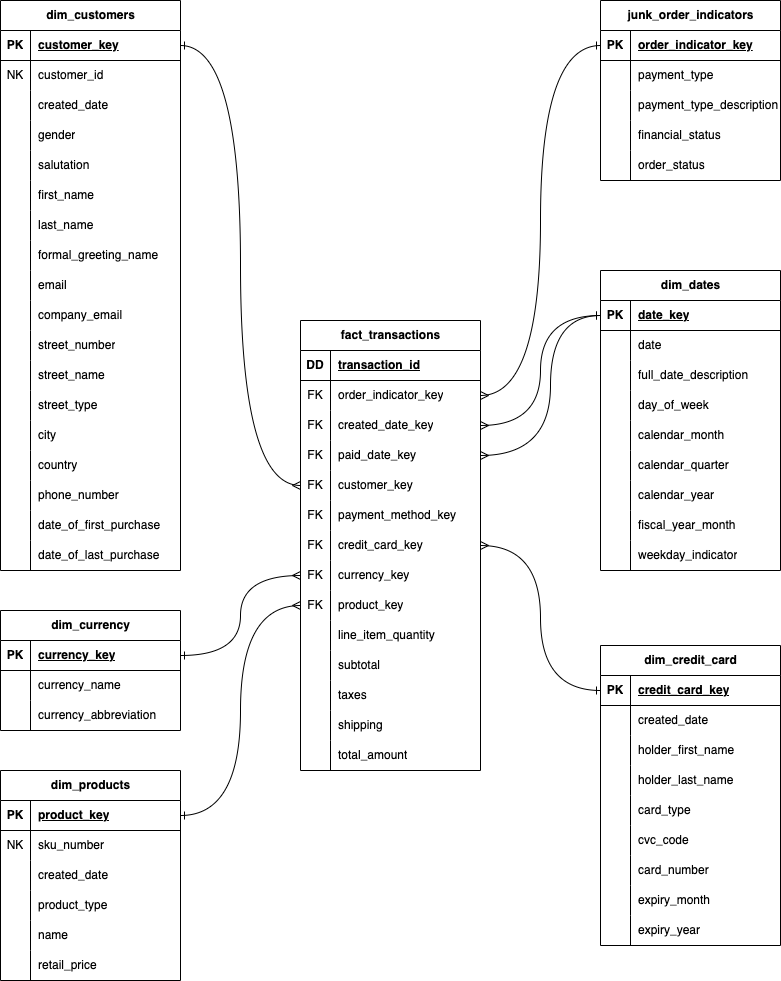 dim_customers
PK customer_key
NK customer_id
created_date
gender
salutation
first_name
last_name
formal_greeting_name
email
company_email
street_number
street_name
street_type
city
country
phone_number
date_of_first_purchase
date_of_last_purchase
dim_currency
PK currency_key
currency_name
currency_abbreviation
dim_products
PK product_key
NK sku_number
created_date
product_type
name
retail_price
fact_transactions
DD transaction_id
FK order_indicator_key
FK created_date_key
FK paid_date_key
FK customer_key
FK payment_method_key
FK credit_card_key
FK currency_key
FK product_key
line_item_quantity
subtotal
taxes
shipping
total_amount
junk_order_indicators
PK order_indicator_key
payment_type
payment_type_description
financial_status
order_status
dim_dates
PK date_key
date
full_date_description
day_of_week
calendar_month
calendar_quarter
calendar_year
fiscal_year_month
weekday_indicator
dim_credit_card
PK credit_card_key
created_date
holder_first_name
holder_last_name
card_type
cvc_code
card_number
expiry_month
expiry_year